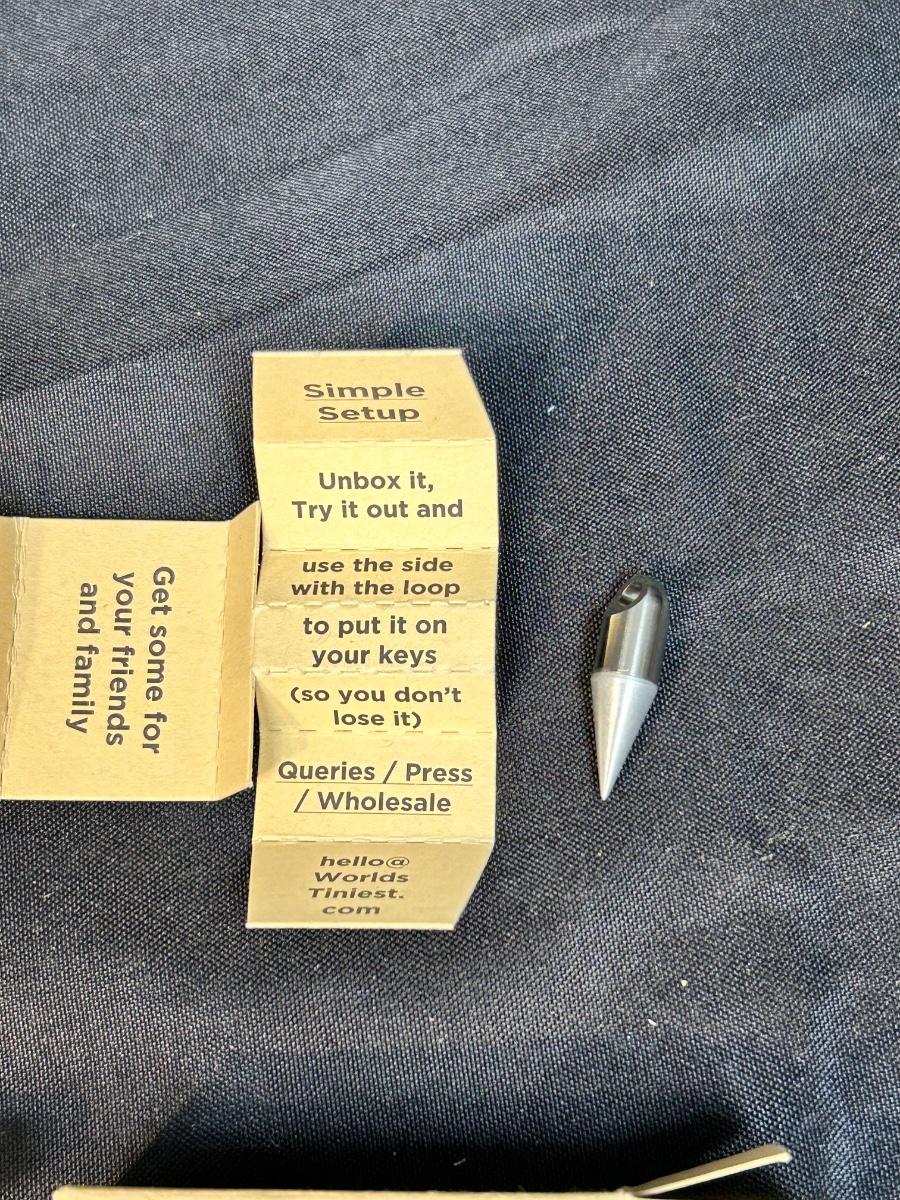 Simple
Setup
Unbox it,
Try it out and
use the side
with the loop
to put it on
your keys
(so you don't
lose it)
Queries / Press
/ Wholesale
hello@
Worlds
Tiniest.
com
Get some for
your friends
and family